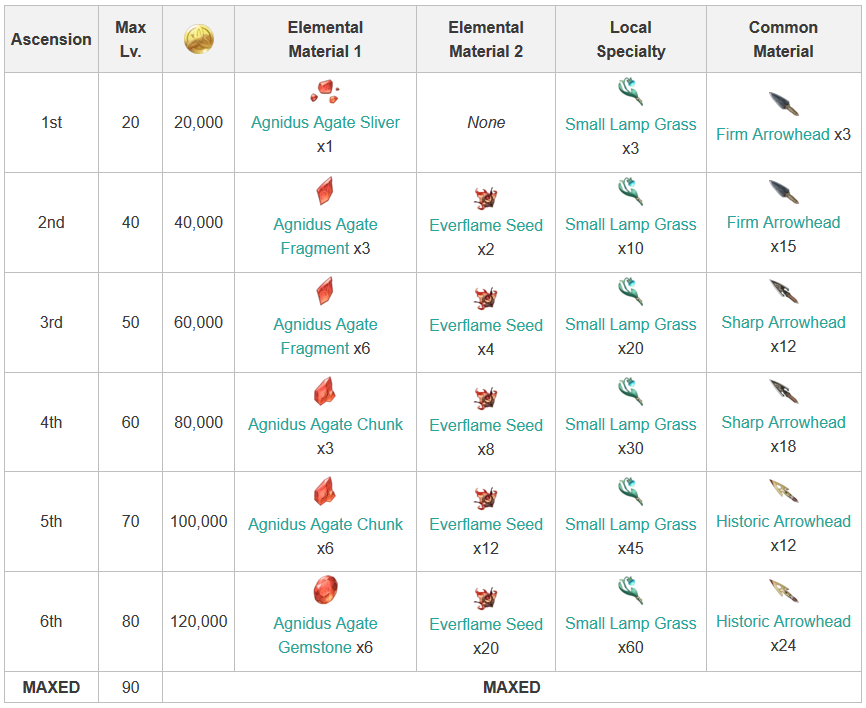 Ascension
Max
Lv.
Elemental
Material 1
Elemental
Material 2
Local
Specialty
Common
Material
1st
20
20,000
Agnidus Agate Sliver
x1
None
Small Lamp Grass
x3
Firm Arrowhead x3
2nd
40
40,000
Agnidus Agate
Fragment x3
Everflame Seed
x2
Small Lamp Grass
x10
Firm Arrowhead
x15
3rd
50
60,000
Agnidus Agate
Fragment x6
Everflame Seed
x4
Small Lamp Grass
x20
Sharp Arrowhead
x12
4th
60
80,000
Agnidus Agate Chunk
x3
Everflame Seed
x8
Small Lamp Grass
x30
Sharp Arrowhead
x18
5th
70
100,000
Agnidus Agate Chunk
x6
Everflame Seed
x12
Small Lamp Grass
x45
Historic Arrowhead
x12
6th
80
120,000
Agnidus Agate
Gemstone x6
Everflame Seed
x20
Small Lamp Grass
x60
Historic Arrowhead
x24
MAXED
90
MAXED